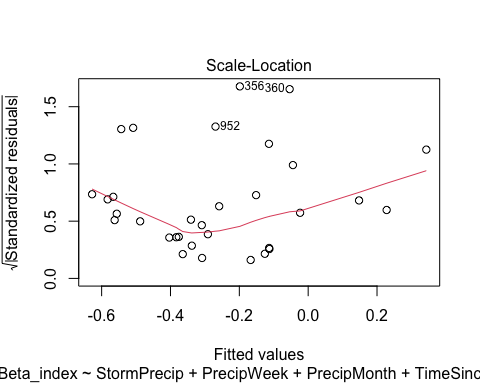 Scale-Location
√|Standardized residuals|
1.5
1.0
0.5
0.0
356
360
952
-0.6 -0.4 -0.2 0.0 0.2
Fitted values
Beta_index ~ StormPrecip + PrecipWeek + PrecipMonth + TimeSinc